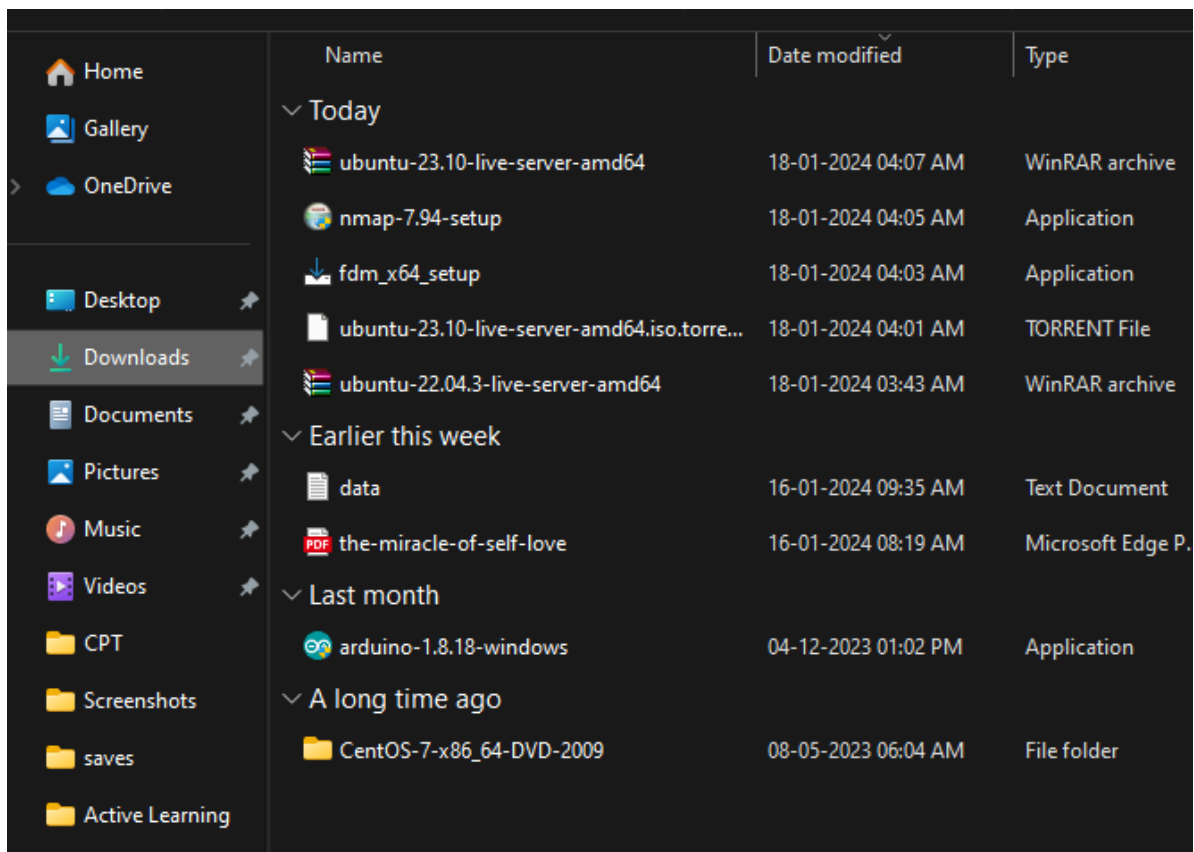 Home
Gallery
OneDrive
Desktop
Downloads
Documents
Pictures
Music
Videos
CPT
Screenshots
saves
Active Learning
Name Date modified Type
Today
ubuntu-23.10-live-server-amd64 18-01-2024 04:07 AM WinRAR archive
nmap-7.94-setup 18-01-2024 04:05 AM Application
fdm_x64_setup 18-01-2024 04:03 AM Application
ubuntu-23.10-live-server-amd64.iso.torre... 18-01-2024 04:01 AM TORRENT File
ubuntu-22.04.3-live-server-amd64 18-01-2024 03:43 AM WinRAR archive
Earlier this week
data 16-01-2024 09:35 AM Text Document
PDF the-miracle-of-self-love 16-01-2024 08:19 AM Microsoft Edge P.
Last month
arduino-1.8.18-windows 04-12-2023 01:02 PM Application
A long time ago
CentOS-7-x86_64-DVD-2009 08-05-2023 06:04 AM File folder